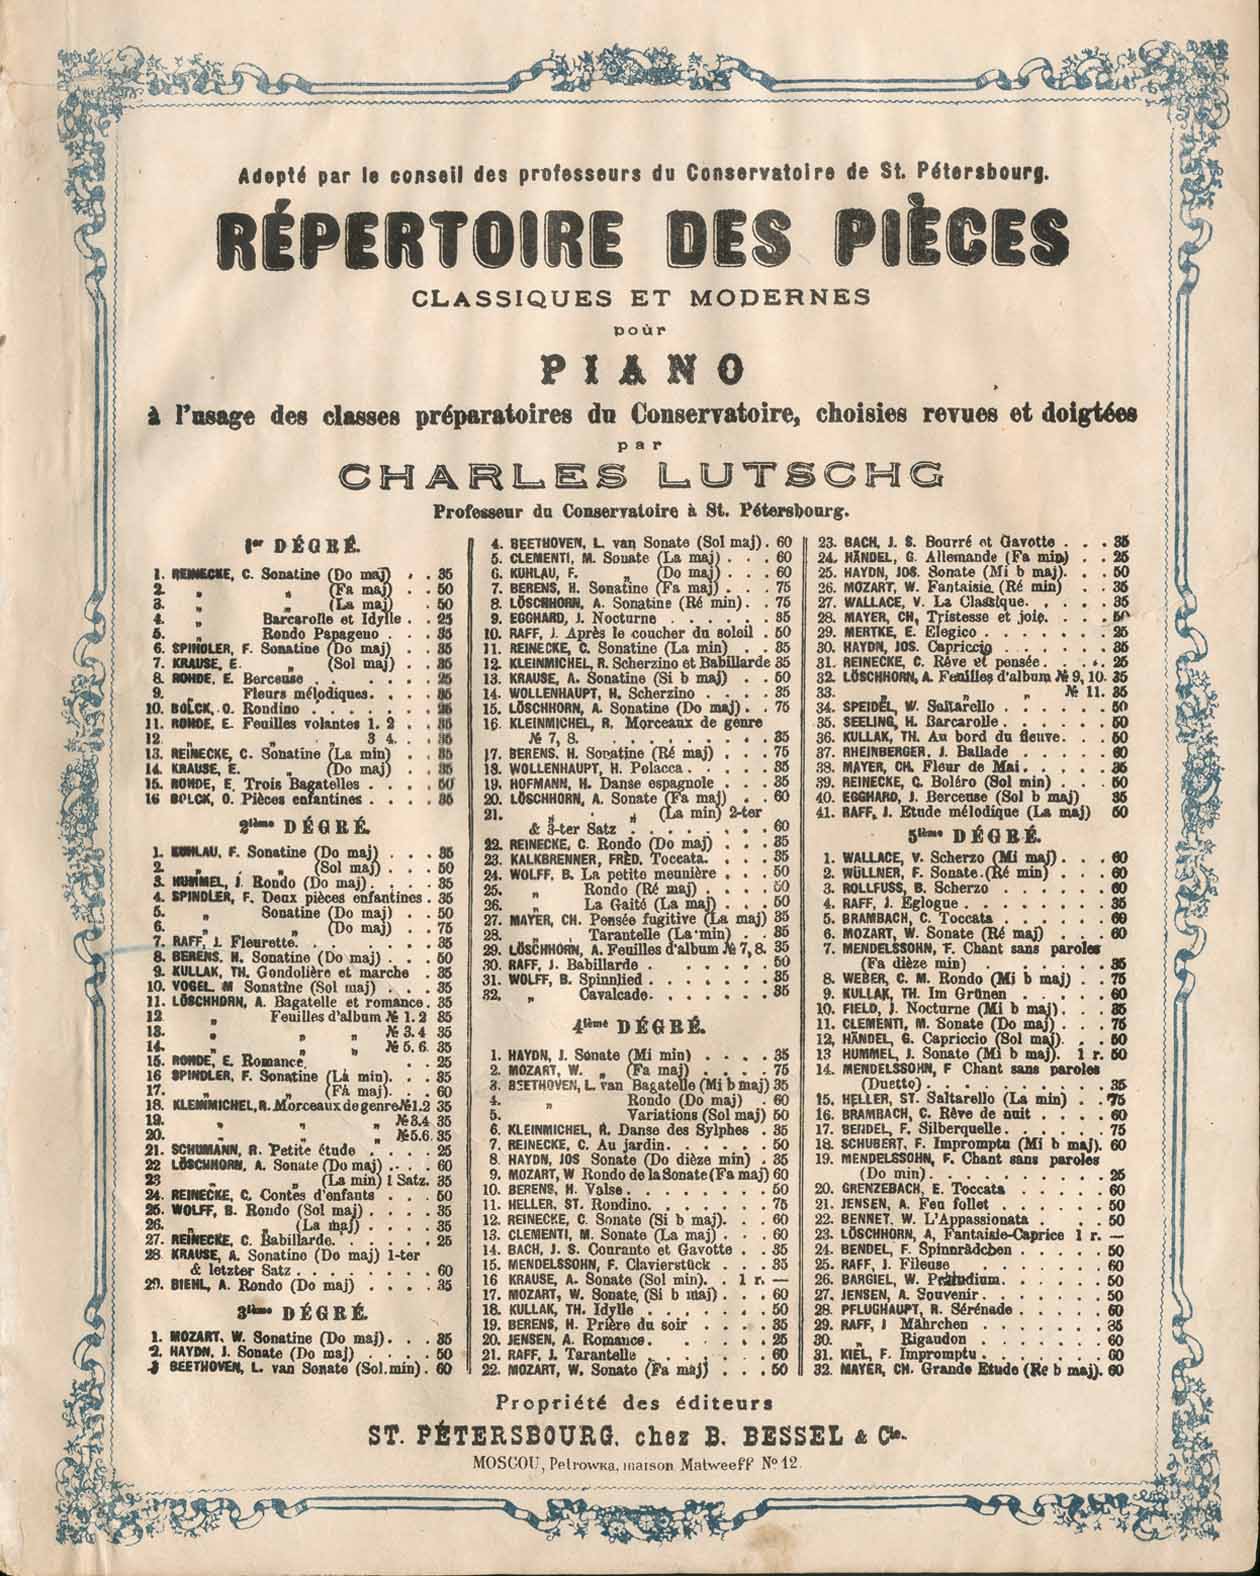 Adopté par le conseil des professeurs du Conservatoire de St. Pétersbourg.
RÉPERTOIRE DES PIÈCES
CLASSIQUES ET MODERNES
poùr
PIANO
à l'usage des classes préparatoires du Conservatoire, choisies revues et doigtées
par
CHARLES LUTSCHG
Professeur du Conservatoire à St. Pétersbourg.
1er DÉGRÉ.
1. REINECKE, C. Sonatine (Do maj) . . . 35
2. „ „ (Fa maj) . . . 50
3. „ „ (La maj) . . . 50
4. „ Barcarolle et Idylle . . 25
5. „ Rondo Papageno . . . 35
6. SPINDLER, F. Sonatine (Do maj) . . . 35
7. KRAUSE, E. „ (Sol maj) . . . 35
8. ROHDE, E. Berceuse . . . 25
9. „ Fleurs mélodiques. . . . 35
10. BOLCK, O. Rondino . . . 25
11. ROHDE, E. Feuilles volantes 1. 2 . . 35
12. „ „ „ 3 4. . . 35
13. REINECKE, C. Sonatine (La min) . . . 35
14. KRAUSE, E. „ (Do maj) . . . 35
15. ROHDE, E. Trois Bagatelles . . . 50
16 BOLCK, O. Pièces enfantines . . . . 35
2ième DÉGRÉ.
1. KUHLAU, F. Sonatine (Do maj) . . . 35
2. „ „ (Sol maj) . . . 50
3. HUMMEL, J. Rondo (Do maj). . . . 35
4. SPINDLER, F. Deux pièces enfantines . 35
5. „ Sonatine (Do maj) . . 50
6. „ „ (Do maj) . . 75
7. RAFF, J. Fleurette. . . . 35
8. BERENS, H. Sonatine (Do maj) . . . 50
9. KULLAK, TH. Gondolière et marche . 35
10. VOGEL. M Sonatine (Sol maj) . . . 35
11. LÖSCHHORN, A. Bagatelle et romance . 35
12 „ Feuilles d'album № 1. 2 35
13. „ „ „ № 3. 4 35
14. „ „ „ № 5. 6. 35
15. ROHDE, E. Romance . . . 25
16 SPINDLER, F. Sonatine (La min). . . 35
17. „ „ (Fa maj). . . 60
18. KLEINMICHEL, R. Morceaux de genre № 1.2 35
19. „ „ „ № 3.4 35
20. „ „ „ № 5.6. 35
21. SCHUMANN, R. Petite étude . . . . 25
22 LÖSCHHORN, A. Sonate (Do maj) . . 60
23 „ „ (La min) 1 Satz. 35
24. REINECKE, C. Contes d'enfants . . . 50
25. WOLFF, B. Rondo (Sol maj) . . . . 35
26. „ „ (La maj) . . . . 35
27. REINECKE, C. Babillarde. . . . 25
28. KRAUSE, A. Sonatine (Do maj) 1-ter
& letzter Satz . . . 60
29. BIEHL, A. Rondo (Do maj) . . . . 35
3ième DÉGRÉ.
1. MOZART, W. Sonatine (Do maj). . . 35
2. HAYDN, J. Sonate (Do maj) . . . . 50
3 BEETHOVEN, L. van Sonate (Sol. min) . 60
4. BEETHOVEN, L. van Sonate (Sol maj) . 60
5. CLEMENTI, M. Sonate (La maj) . . . 60
6. KUHLAU, F. „ (Do maj) . . . 60
7. BERENS, H. Sonatine (Fa maj) . . . 75
8. LÖSCHHORN, A. Sonatine (Ré min). . 75
9. EGGHARD, J. Nocturne . . . 35
10. RAFF, J. Après le coucher du soleil . 50
11. REINECKE, C. Sonatine (La min) . . 35
12. KLEINMICHEL, R. Scherzino et Babillarde 35
13. KRAUSE, A. Sonatine (Si b maj) . . 50
14. WOLLENHAUPT, H. Scherzino . . . . 35
15. LÖSCHHORN, A. Sonatine (Do maj) . . 75
16. KLEINMICHEL, R. Morceaux de genre
№ 7, 8. . . . 35
17. BERENS, H. Sonatine (Ré maj) . . . 75
18. WOLLENHAUPT, H. Polacca . . . 35
19. HOFMANN, H. Danse espagnole . . . 35
20. LÖSCHHORN, A. Sonate (Fa maj) . . 60
21. „ „ (La min) 2-ter
& 3-ter Satz . . . 60
22. REINECKE, C. Rondo (Do maj) . . . 35
23. KALKBRENNER, FRÉD. Toccata. . . . 35
24. WOLFF, B. La petite meunière . . . 50
25. „ Rondo (Ré maj) . . . . 50
26. „ La Gaité (La maj) . . . 50
27. MAYER, CH. Pensée fugitive (La maj) 35
28. „ Tarantelle (La min) . . 35
29. LÖSCHHORN, A. Feuilles d'album № 7, 8. 35
30. RAFF, J. Babillarde . . . 50
31. WOLFF, B. Spinnlied . . . 35
32. „ Cavalcade . . . 35
4ième DÉGRÉ.
1. HAYDN, J. Sonate (Mi min) . . . . 35
2. MOZART, W. „ (Fa maj) . . . . 75
3. BEETHOVEN, L. van Bagatelle (Mi b maj) 35
4. „ Rondo (Do maj) . 60
5. „ Variations (Sol maj) 50
6. KLEINMICHEL, R. Danse des Sylphes . 35
7. REINECKE, C. Au jardin. . . . 50
8. HAYDN, JOS Sonate (Do dièze min) . 35
9. MOZART, W Rondo de la Sonate (Fa maj) 60
10. BERENS, H. Valse. . . . 50
11. HELLER, ST. Rondino. . . . 75
12. REINECKE, C. Sonate (Si b maj). . . 60
13. CLEMENTI, M. Sonate (La maj) . . . 60
14. BACH, J. S. Courante et Gavotte . . 35
15. MENDELSSOHN, F. Clavierstück . . . 35
16 KRAUSE, A. Sonate (Sol min). . 1 r. —
17. MOZART, W. Sonate, (Si b maj) . . . 60
18. KULLAK, TH. Idylle . . . 50
19. BERENS, H. Prière du soir . . . . 35
20. JENSEN, A. Romance. . . . 25
21. RAFF, J. Tarantelle . . . 60
22. MOZART, W. Sonate (Fa maj) . . . 50
23. BACH, J. S. Bourré et Gavotte . . . 35
24. HÄNDEL, G. Allemande (Fa min) . . 25
25. HAYDN, JOS. Sonate (Mi b maj). . . 50
26. MOZART, W. Fantaisie (Ré min) . . 35
27. WALLACE, V. La Classique. . . . 35
28. MAYER, CH, Tristesse et joie. . . . 50
29. MERTKE, E. Elegico . . . 25
30. HAYDN, JOS. Capriccio . . . 35
31. REINECKE, C. Rêve et pensée. . . . 25
32. LÖSCHHORN, A. Feuilles d'album № 9, 10. 35
33. „ „ „ № 11. 35
34. SPEIDEL, W. Saltarello . . . 50
35. SEELING, H. Barcarolle . . . 50
36. KULLAK, TH. Au bord du fleuve. . . 50
37. RHEINBERGER, J. Ballade . . . 60
38. MAYER, CH. Fleur de Mai . . . 35
39. REINECKE, C. Boléro (Sol min) . . . 50
40. EGGHARD, J. Berceuse (Sol b maj) 35
41. RAFF, J. Etude mélodique (La maj) 50
5ième DÉGRÉ.
1. WALLACE, V. Scherzo (Mi maj) . . . 60
2. WÜLLNER, F. Sonate. (Ré min) . . . 60
3. ROLLFUSS, B. Scherzo . . . 60
4. RAFF, J. Eglogue . . . 35
5. BRAMBACH, C. Toccata . . . 60
6. MOZART, W. Sonate (Ré maj) . . . . 60
7. MENDELSSOHN, F. Chant sans paroles
(Fa dièze min) . . . 35
8. WEBER, C. M. Rondo (Mi b maj) . . 75
9. KULLAK, TH. Im Grünen . . . 60
10. FIELD, J. Nocturne (Mi b maj). . . . 35
11. CLEMENTI, M. Sonate (Do maj) . . . 75
12, HÄNDEL, G. Capriccio (Sol maj). . . 50
13 HUMMEL, J. Sonate (Mi b maj). 1 r. 50
14. MENDELSSOHN, F Chant sans paroles
(Duetto). . . . 35
15. HELLER, ST. Saltarello (La min) . . 75
16. BRAMBACH, C. Rêve de nuit . . . . 60
17. BENDEL, F. Silberquelle . . . 75
18. SCHUBERT, F. Impromptu (Mi b maj). 60
19. MENDELSSOHN, F. Chant sans paroles
(Do min) . . . 25
20. GRENZEBACH, E. Toccata . . . 60
21. JENSEN, A. Feu follet . . . 50
22. BENNET, W. L'Appassionata . . . 50
23. LÖSCHHORN, A, Fantaisie-Caprice 1 r. —
24. BENDEL, F. Spinnrädchen . . . 50
25. RAFF, J. Fileuse . . . 60
26. BARGIEL, W. Präludium. . . . 50
27. JENSEN, A. Souvenir. . . . 50
28. PFLUGHAUPT, R. Sérénade . . . 60
29. RAFF, J Mährchen . . . 35
30. „ Rigaudon . . . 60
31. KIEL, F. Impromptu . . . 60
32. MAYER, CH. Grande Etude (Re b maj). 60
Propriété des éditeurs
ST. PÉTERSBOURG, chez B. BESSEL & Cie.
MOSCOU, Petrowka, maison Matweeff № 12.